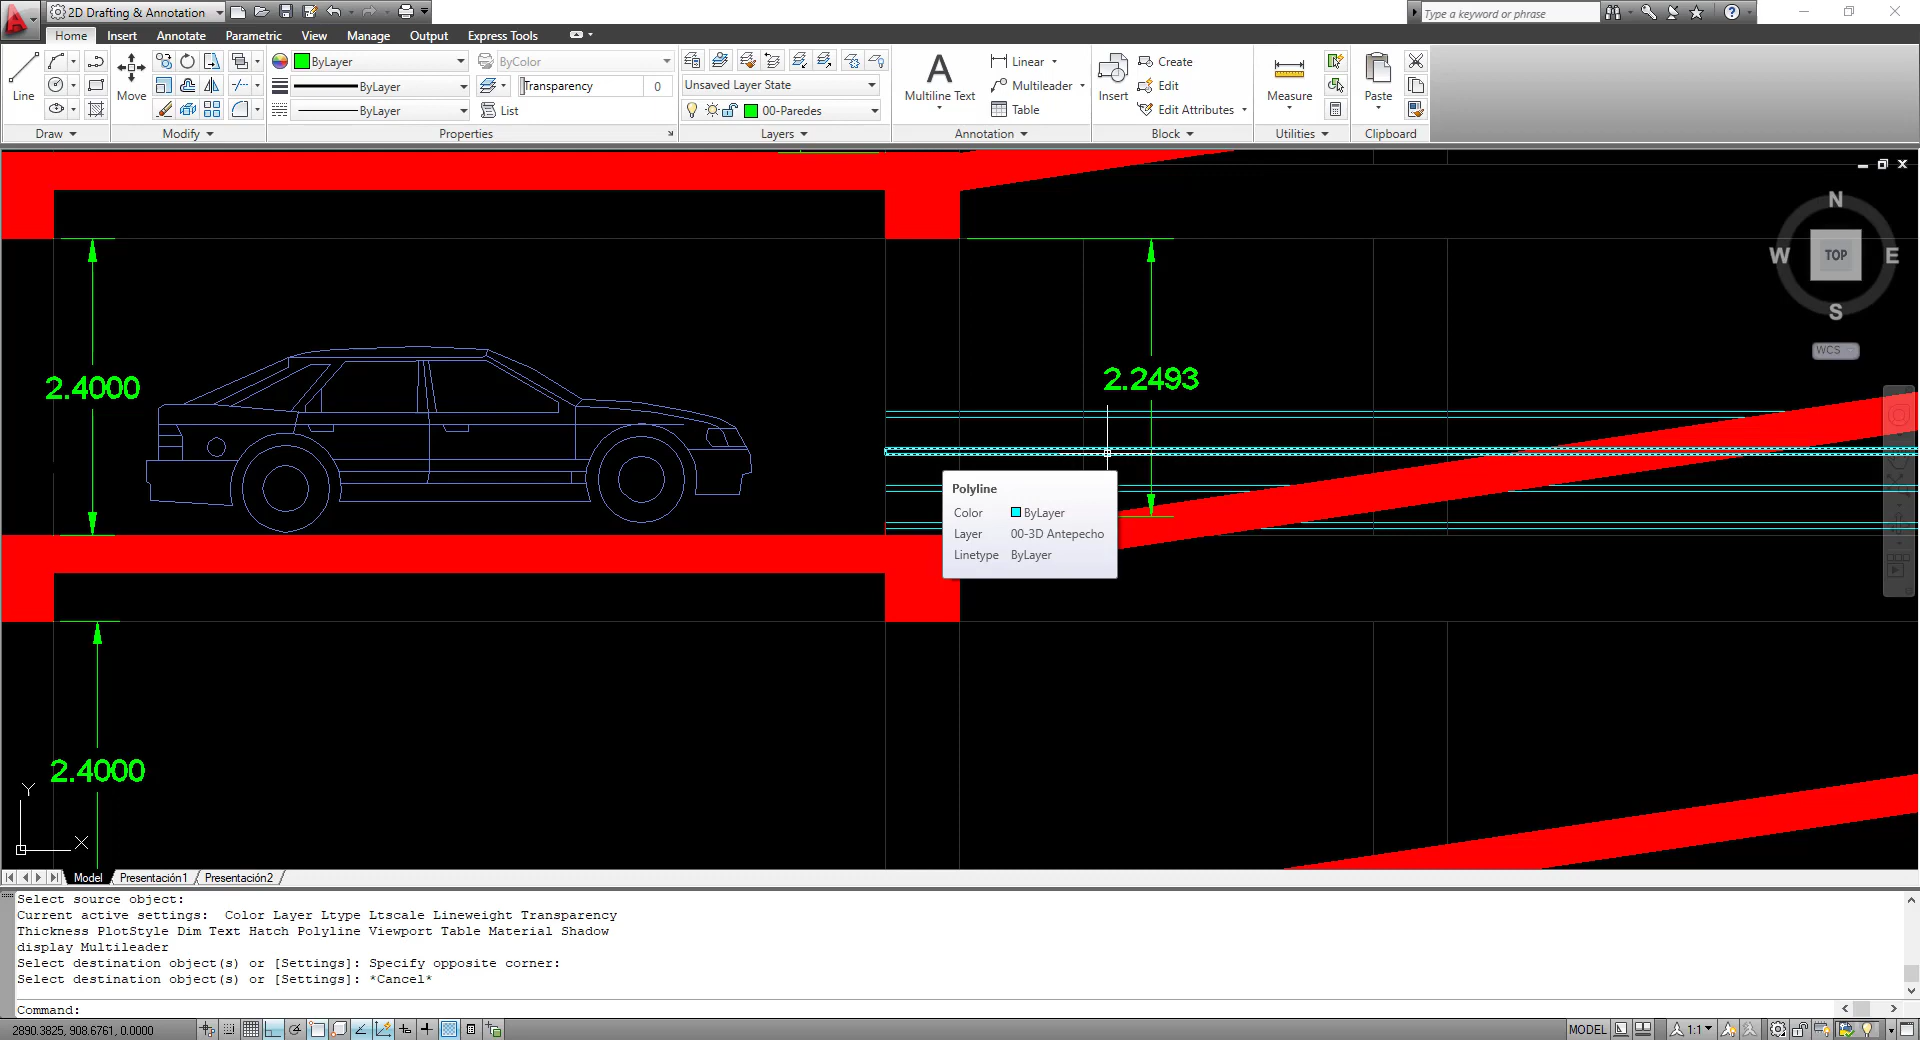 2D Drafting & Annotation
Type a keyword or phrase
Home Insert Annotate Parametric View Manage Output Express Tools
Line
Move
ByLayer
ByLayer
ByLayer
ByColor
Transparency 0
List
Unsaved Layer State
00-Paredes
Multiline Text
Linear
Multileader
Table
Insert
Create
Edit
Edit Attributes
Measure
Paste
Draw Modify Properties Layers Annotation Block Utilities Clipboard
N
W TOP E
S
WCS
2.4000
2.2493
Polyline
Color ByLayer
Layer 00-3D Antepecho
Linetype ByLayer
2.4000
Y
X
Model Presentación1 Presentación2
Select source object:
Current active settings:  Color Layer Ltype Ltscale Lineweight Transparency
Thickness PlotStyle Dim Text Hatch Polyline Viewport Table Material Shadow
display Multileader
Select destination object(s) or [Settings]: Specify opposite corner:
Select destination object(s) or [Settings]: *Cancel*
Command:
2890.3825, 908.6761, 0.0000
MODEL 1:1